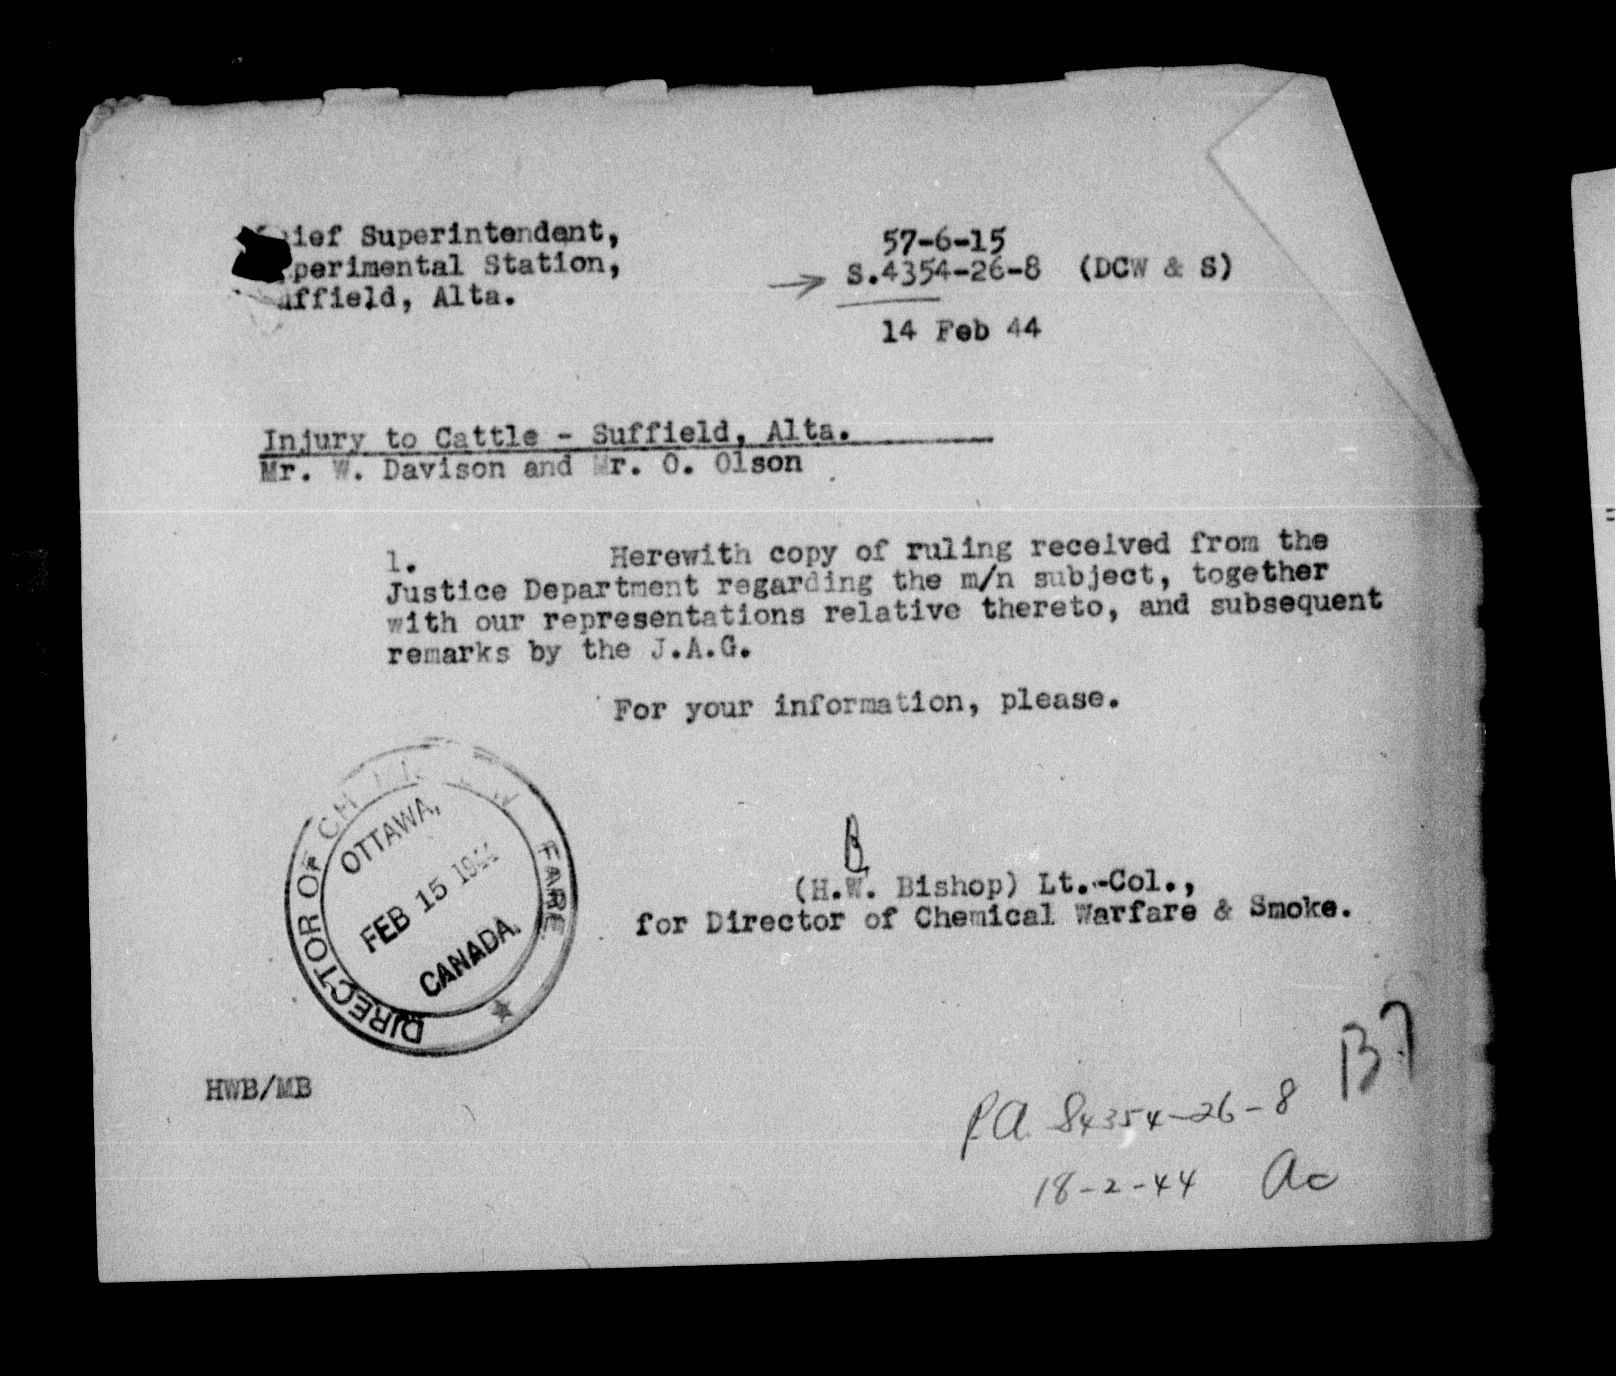 ief Superintendent,
perimental Station,
uffield, Alta.
57-6-15
S.4354-26-8 (DCW & S)
14 Feb 44
Injury to Cattle - Suffield, Alta.
Mr. W. Davison and Mr. O. Olson
1. Herewith copy of ruling received from the
Justice Department regarding the m/n subject, together
with our representations relative thereto, and subsequent
remarks by the J.A.G.
For your information, please.
DIRECTOR OF CH FARE
OTTAWA,
FEB 15 1944
CANADA.
B
(H.W. Bishop) Lt.-Col.,
for Director of Chemical Warfare & Smoke.
HWB/MB
P.A. S4354-26-8
18-2-44